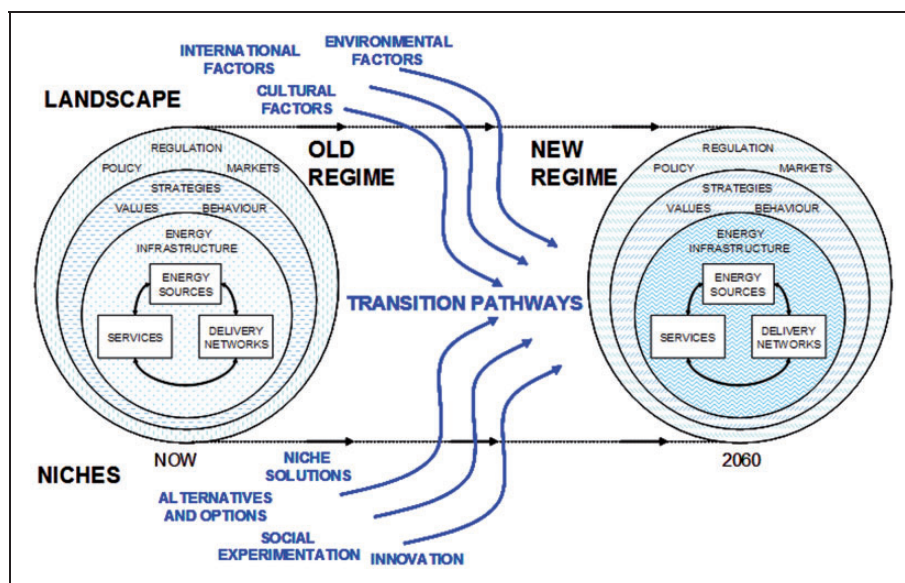 ENVIRONMENTAL
FACTORS
INTERNATIONAL
FACTORS
CULTURAL
FACTORS
LANDSCAPE
OLD
REGIME
NEW
REGIME
REGULATION
POLICY
MARKETS
STRATEGIES
VALUES
BEHAVIOUR
ENERGY
INFRASTRUCTURE
ENERGY
SOURCES
SERVICES
DELIVERY
NETWORKS
TRANSITION PATHWAYS
REGULATION
POLICY
MARKETS
STRATEGIES
VALUES
BEHAVIOUR
ENERGY
INFRASTRUCTURE
ENERGY
SOURCES
SERVICES
DELIVERY
NETWORKS
NOW
2060
NICHES
NICHE
SOLUTIONS
ALTERNATIVES
AND OPTIONS
SOCIAL
EXPERIMENTATION
INNOVATION